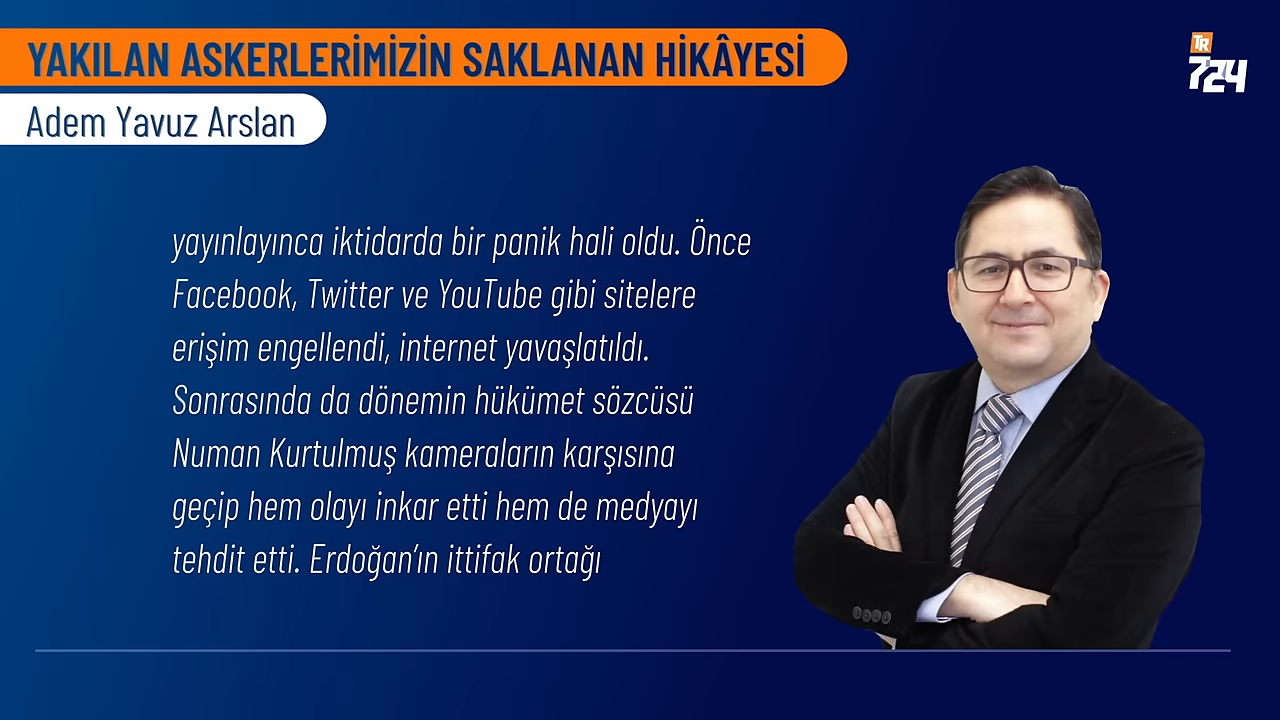 YAKILAN ASKERLERİMİZİN SAKLANAN HİKÂYESİ
Adem Yavuz Arslan
TR
724
yayınlayınca iktidarda bir panik hali oldu. Önce
Facebook, Twitter ve YouTube gibi sitelere
erişim engellendi, internet yavaşlatıldı.
Sonrasında da dönemin hükümet sözcüsü
Numan Kurtulmuş kameraların karşısına
geçip hem olayı inkar etti hem de medyayı
tehdit etti. Erdoğan’ın ittifak ortağı